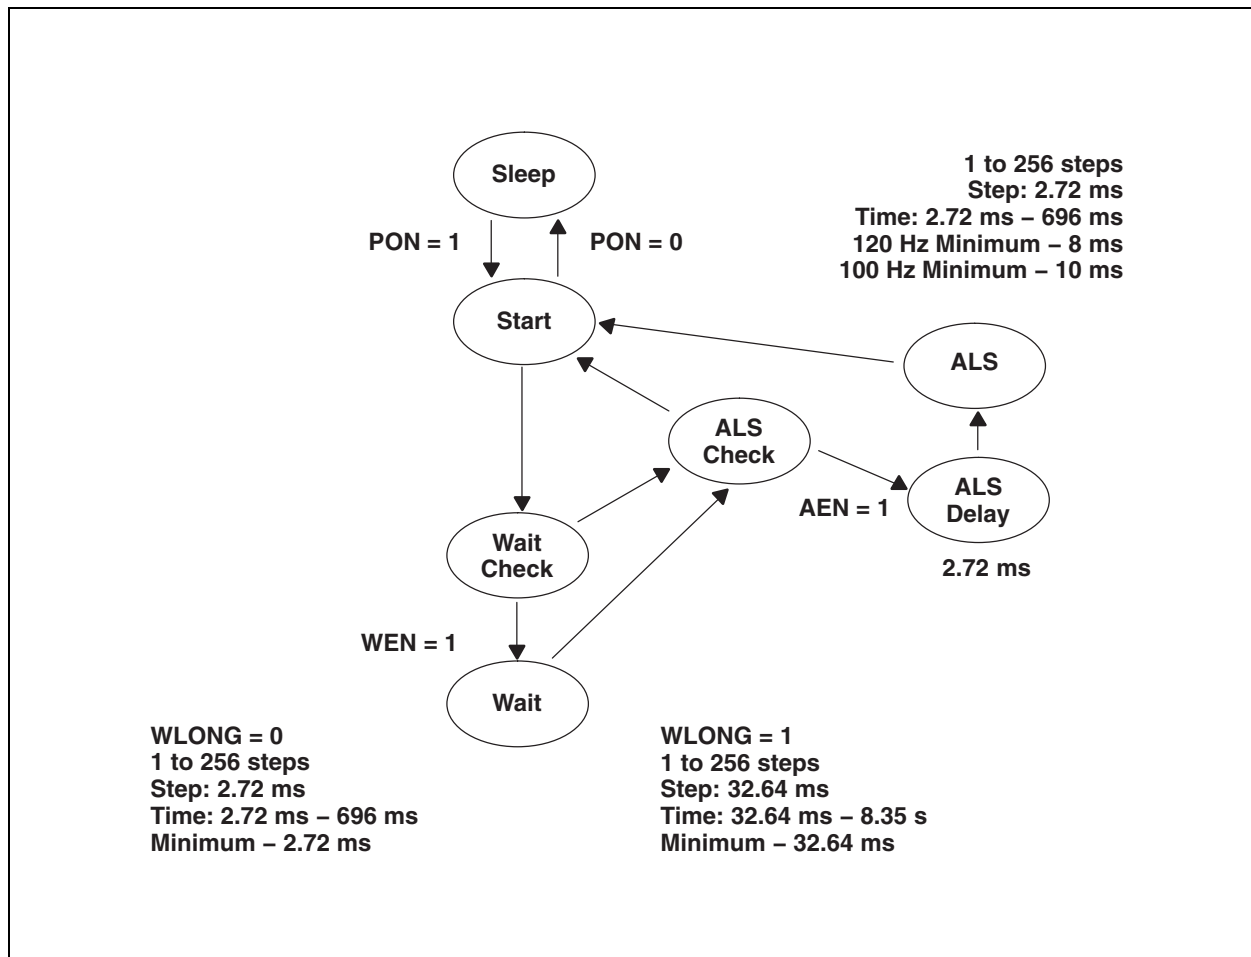 Sleep
1 to 256 steps
Step: 2.72 ms
Time: 2.72 ms – 696 ms
120 Hz Minimum – 8 ms
100 Hz Minimum – 10 ms
PON = 1
PON = 0
Start
ALS
ALS
Check
ALS
Delay
AEN = 1
2.72 ms
Wait
Check
WEN = 1
Wait
WLONG = 0
1 to 256 steps
Step: 2.72 ms
Time: 2.72 ms – 696 ms
Minimum – 2.72 ms
WLONG = 1
1 to 256 steps
Step: 32.64 ms
Time: 32.64 ms – 8.35 s
Minimum – 32.64 ms